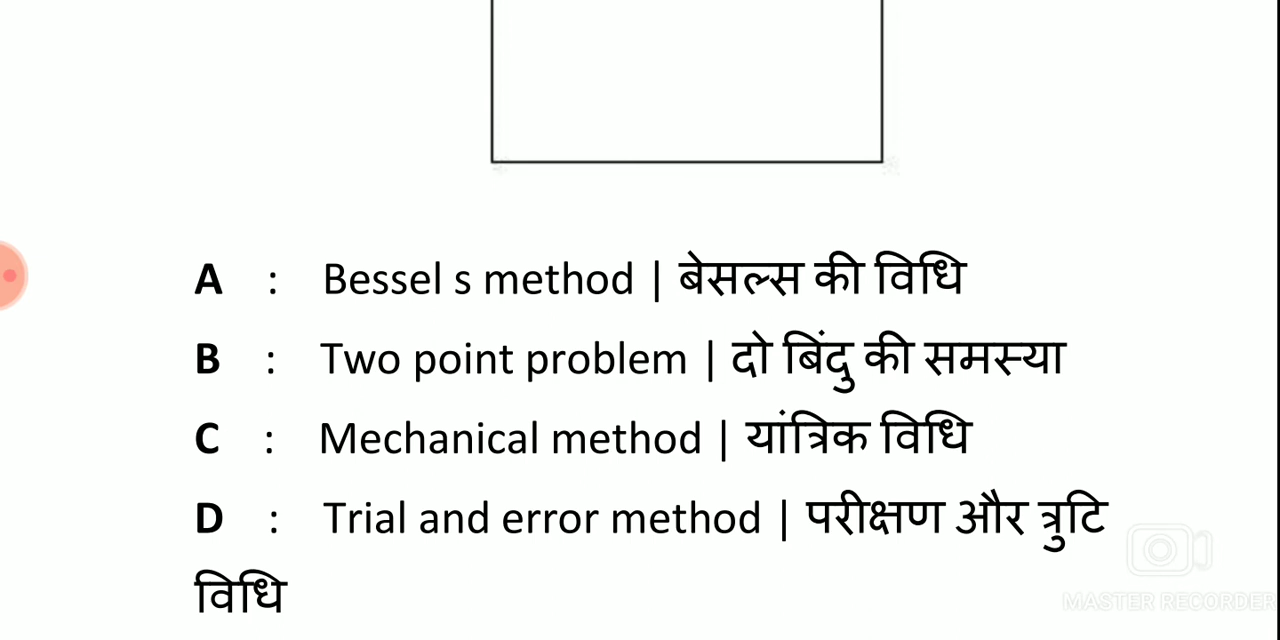 A : Bessel s method | बेसल्स की विधि
B : Two point problem | दो बिंदु की समस्या
C : Mechanical method | यांत्रिक विधि
D : Trial and error method | परीक्षण और त्रुटि
विधि
MASTER RECORDER